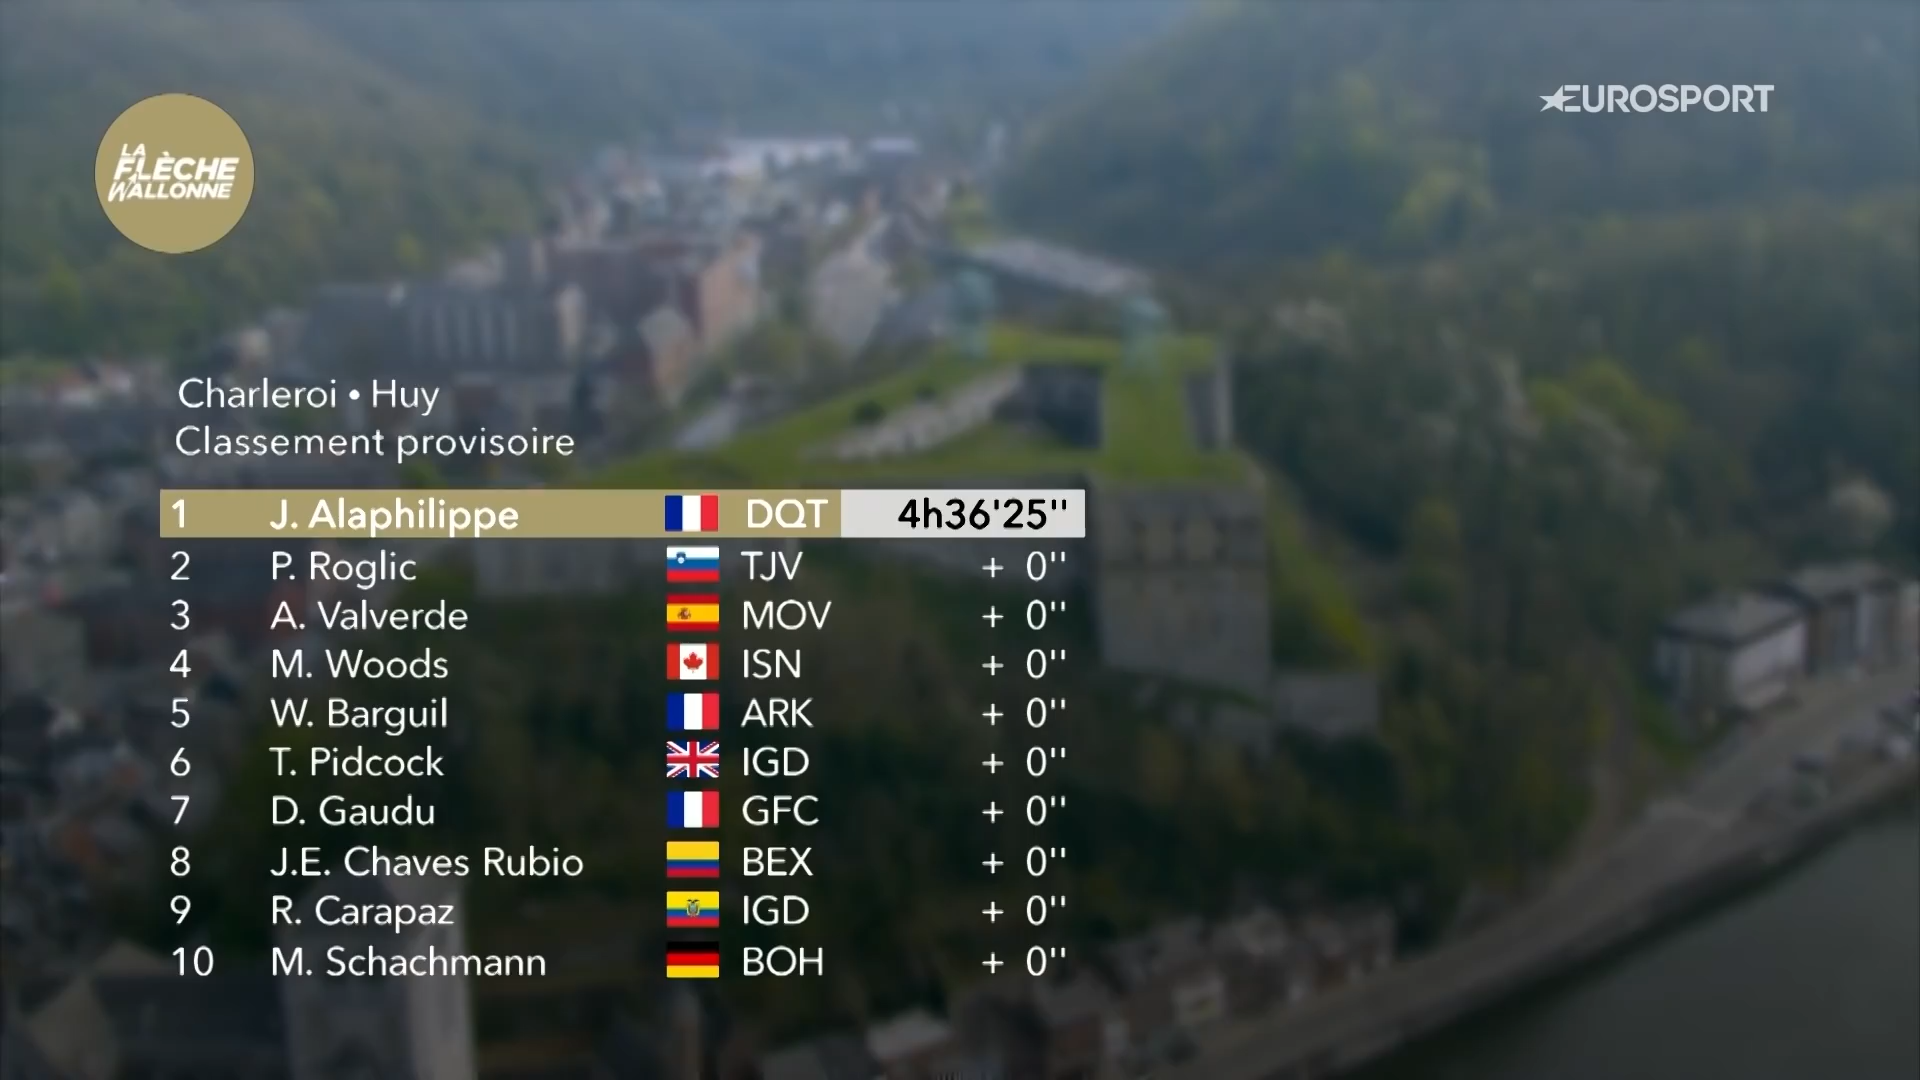 LA
FLÈCHE
WALLONNE
EUROSPORT
Charleroi • Huy
Classement provisoire
1 J. Alaphilippe DQT 4h36'25''
2 P. Roglic TJV + 0''
3 A. Valverde MOV + 0''
4 M. Woods ISN + 0''
5 W. Barguil ARK + 0''
6 T. Pidcock IGD + 0''
7 D. Gaudu GFC + 0''
8 J.E. Chaves Rubio BEX + 0''
9 R. Carapaz IGD + 0''
10 M. Schachmann BOH + 0''